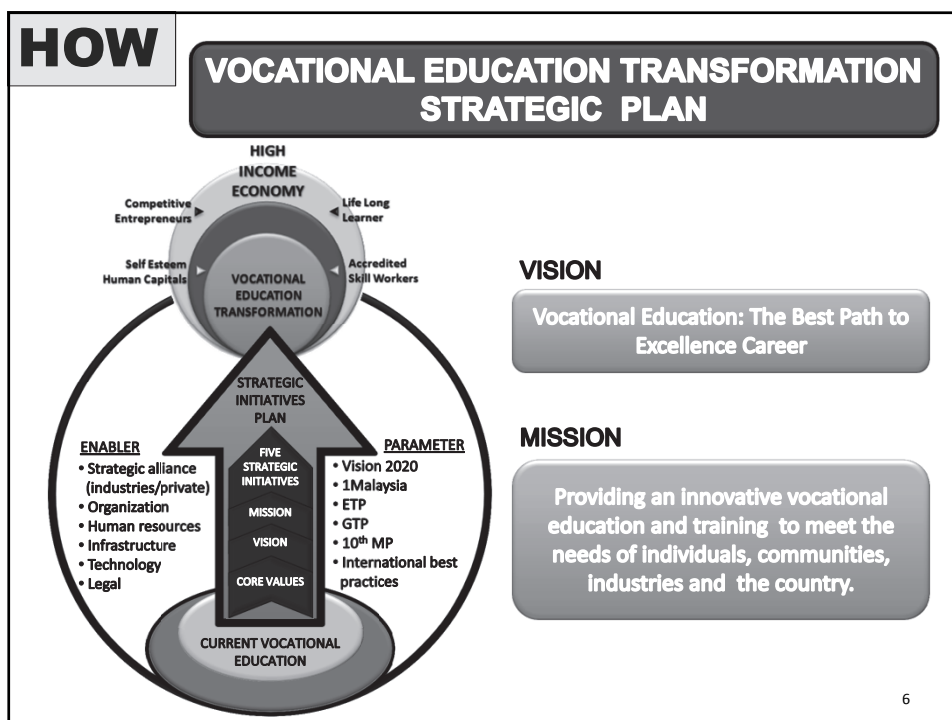 HOW
VOCATIONAL EDUCATION TRANSFORMATION
STRATEGIC PLAN
HIGH
INCOME
ECONOMY
Competitive
Entrepreneurs
Life Long
Learner
Self Esteem
Human Capitals
Accredited
Skill Workers
VOCATIONAL
EDUCATION
TRANSFORMATION
STRATEGIC
INITIATIVES
PLAN
FIVE
STRATEGIC
INITIATIVES
MISSION
VISION
CORE VALUES
CURRENT VOCATIONAL
EDUCATION
ENABLER
• Strategic alliance
(industries/private)
• Organization
• Human resources
• Infrastructure
• Technology
• Legal
PARAMETER
• Vision 2020
• 1Malaysia
• ETP
• GTP
• 10th MP
• International best
practices
VISION
Vocational Education: The Best Path to
Excellence Career
MISSION
Providing an innovative vocational
education and training to meet the
needs of individuals, communities,
industries and the country.
6